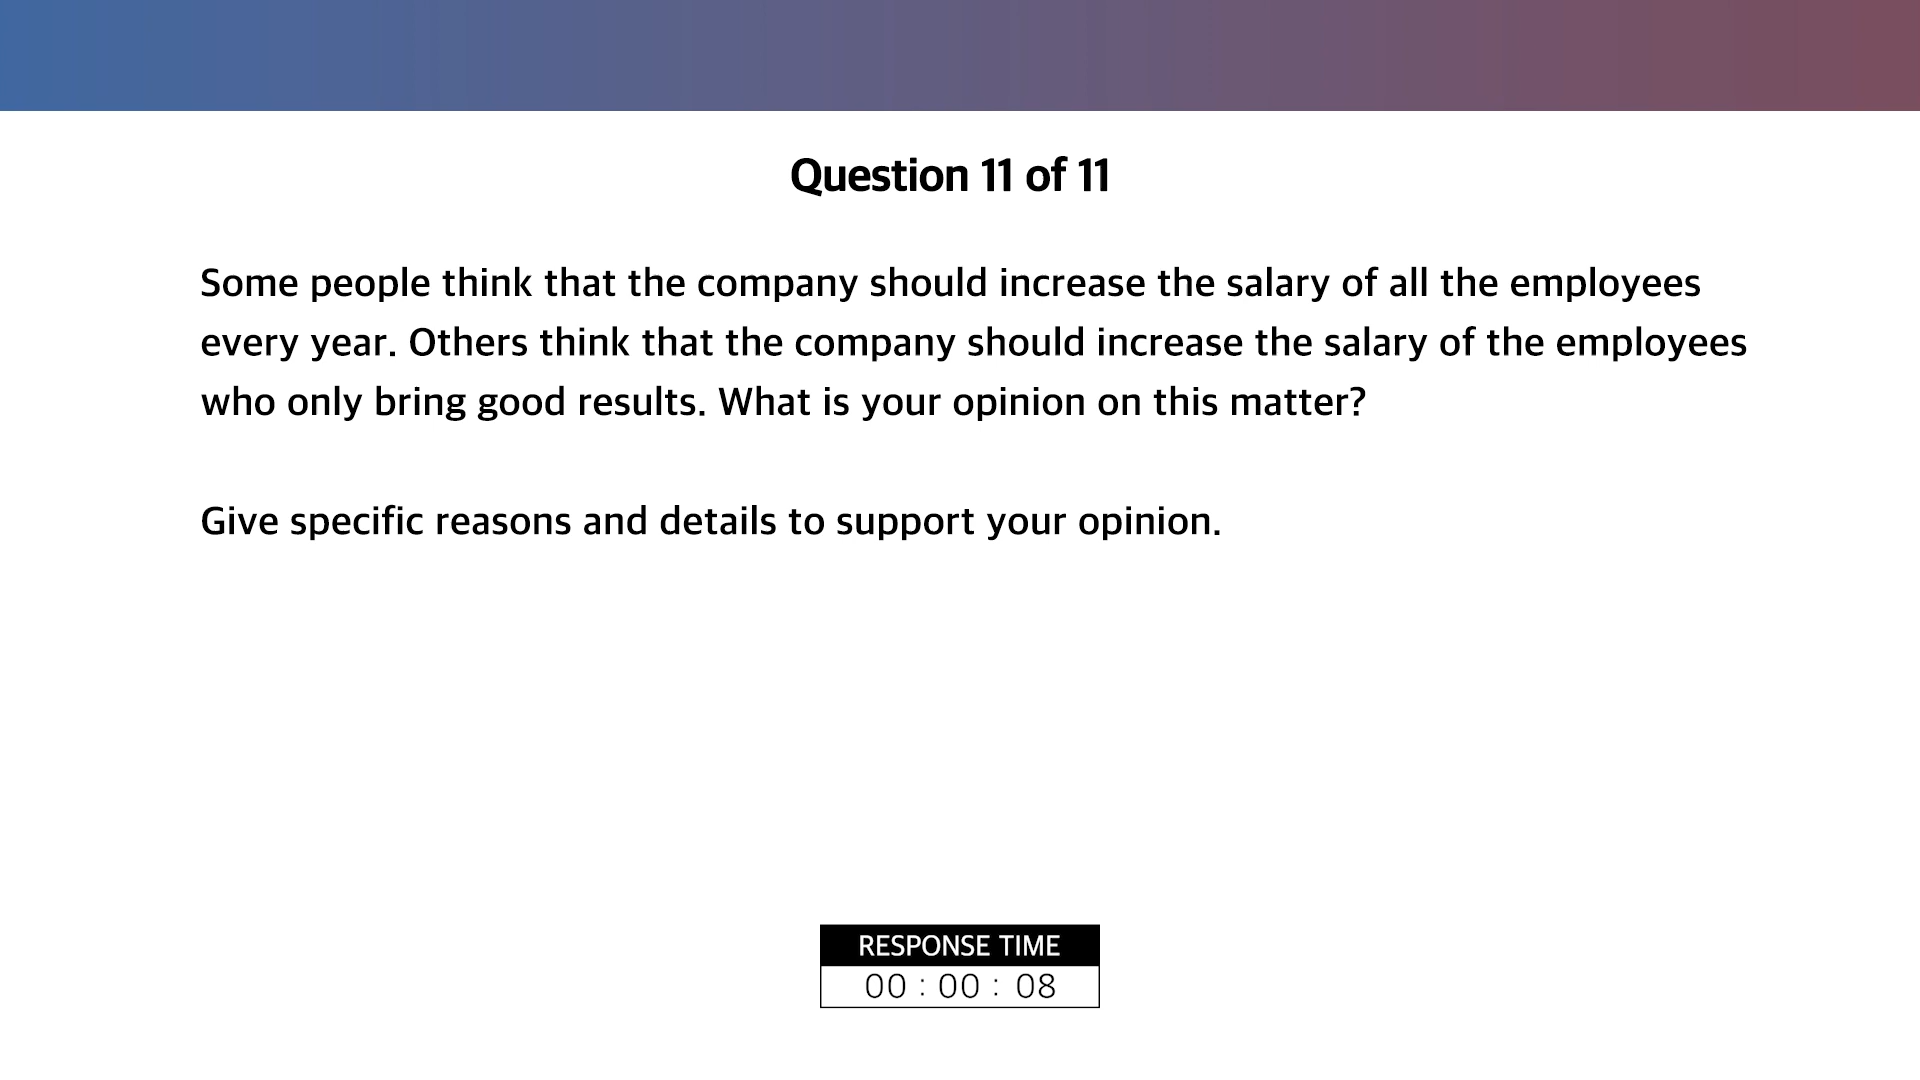 Question 11 of 11
Some people think that the company should increase the salary of all the employees
every year. Others think that the company should increase the salary of the employees
who only bring good results. What is your opinion on this matter?
Give specific reasons and details to support your opinion.
RESPONSE TIME
00 : 00 : 08